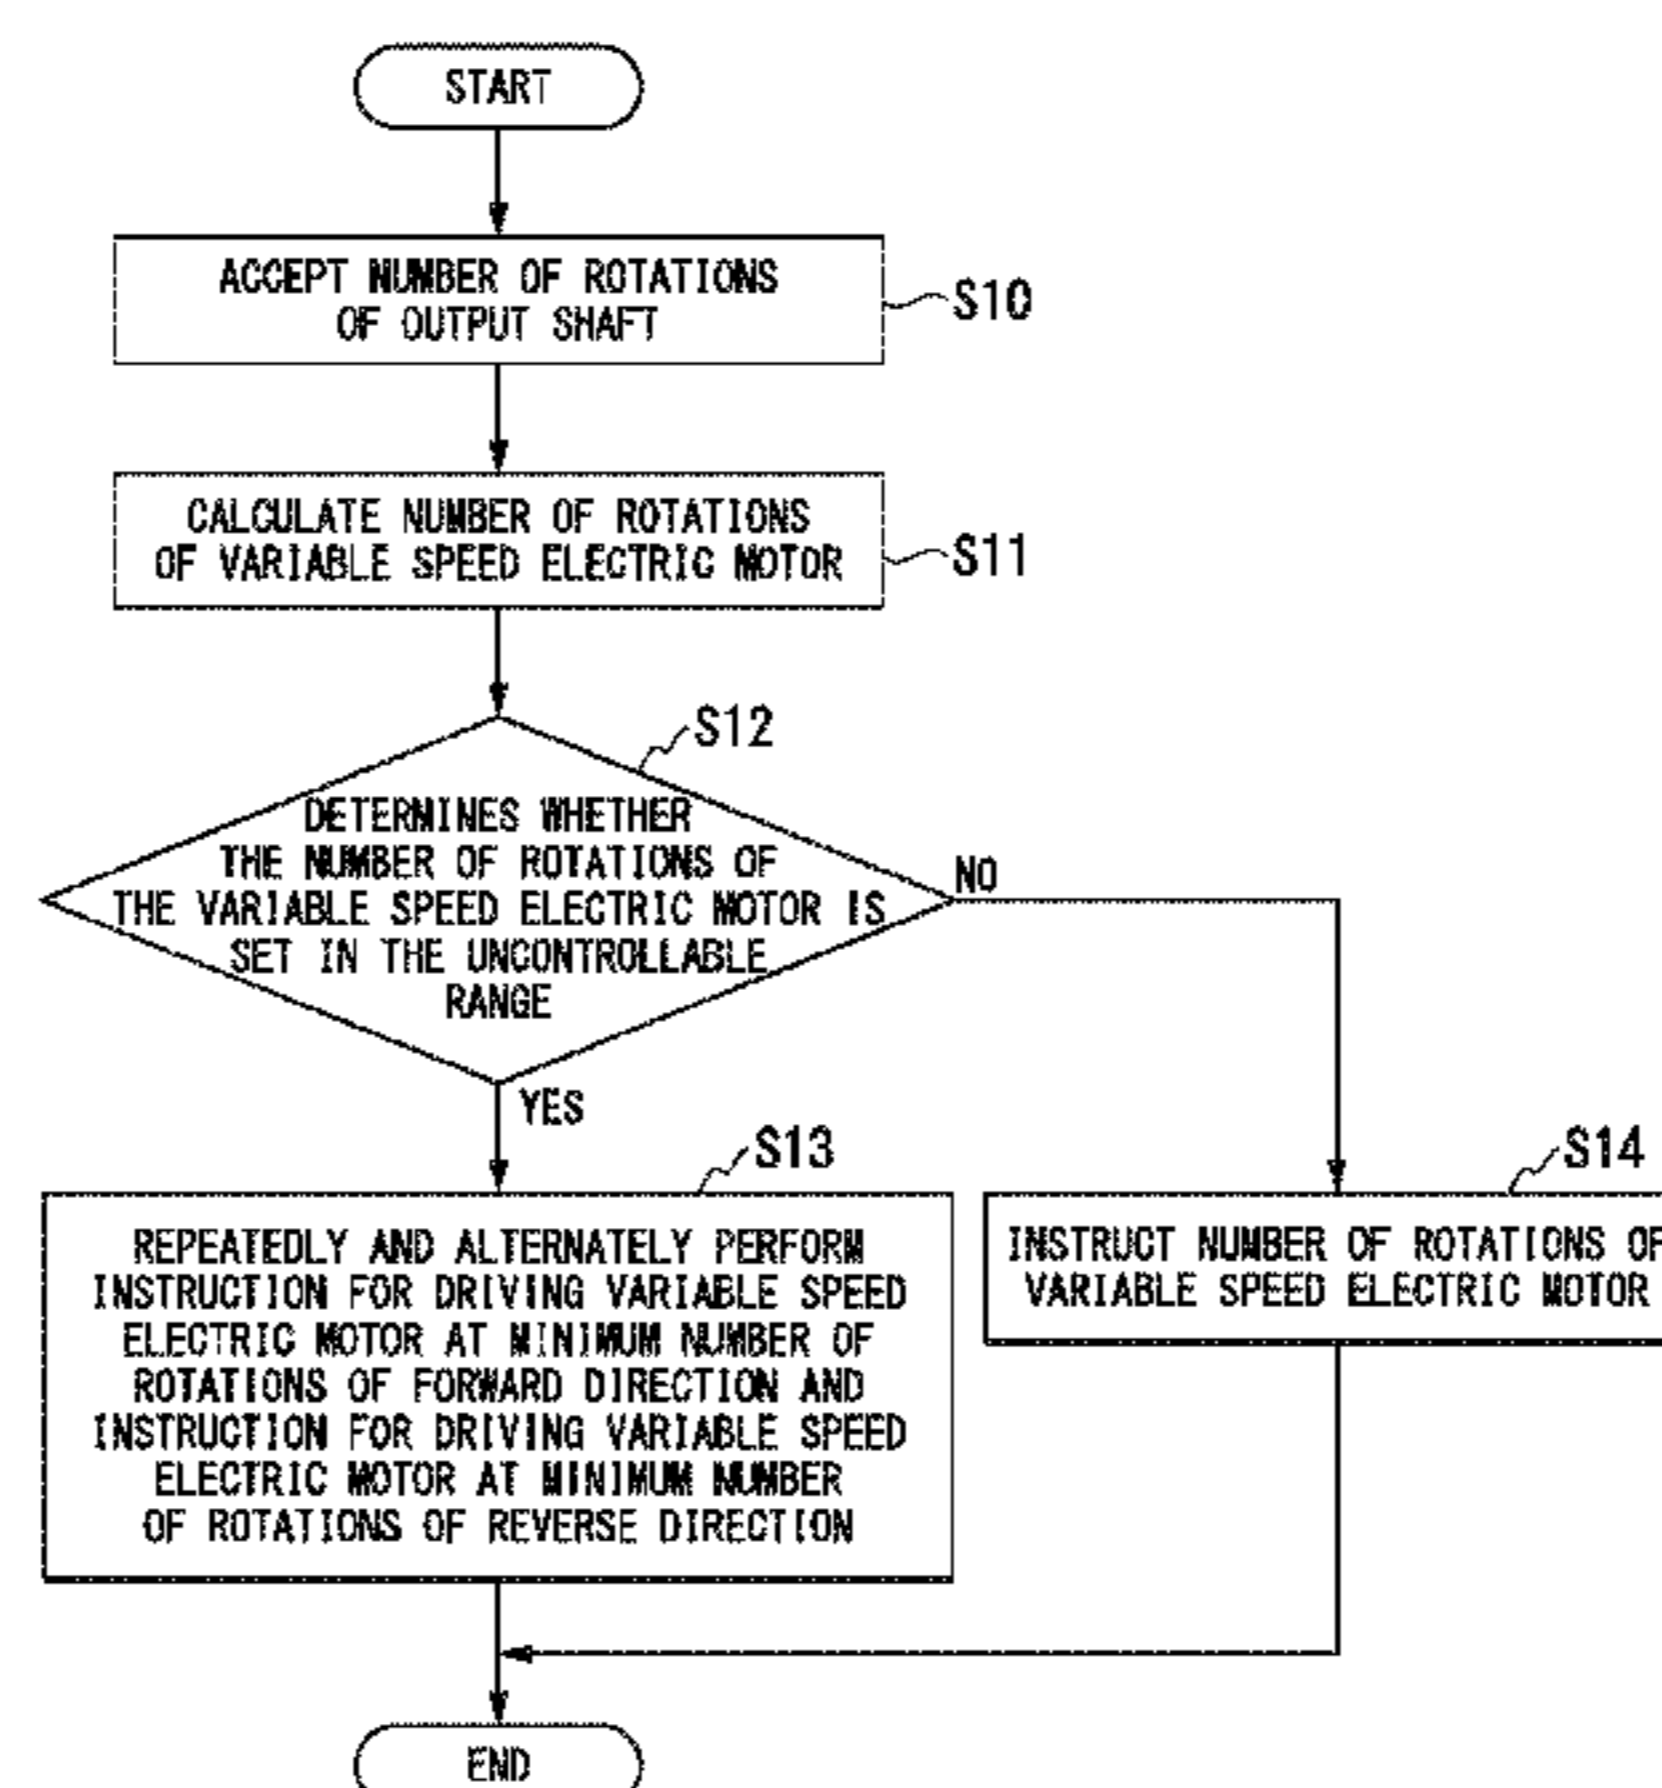 START
ACCEPT NUMBER OF ROTATIONS
OF OUTPUT SHAFT
S10
CALCULATE NUMBER OF ROTATIONS
OF VARIABLE SPEED ELECTRIC MOTOR
S11
S12
DETERMINES WHETHER
THE NUMBER OF ROTATIONS OF
THE VARIABLE SPEED ELECTRIC MOTOR IS
SET IN THE UNCONTROLLABLE
RANGE
NO
YES
S13
REPEATEDLY AND ALTERNATELY PERFORM
INSTRUCTION FOR DRIVING VARIABLE SPEED
ELECTRIC MOTOR AT MINIMUM NUMBER OF
ROTATIONS OF FORWARD DIRECTION AND
INSTRUCTION FOR DRIVING VARIABLE SPEED
ELECTRIC MOTOR AT MINIMUM NUMBER
OF ROTATIONS OF REVERSE DIRECTION
S14
INSTRUCT NUMBER OF ROTATIONS OF
VARIABLE SPEED ELECTRIC MOTOR
END